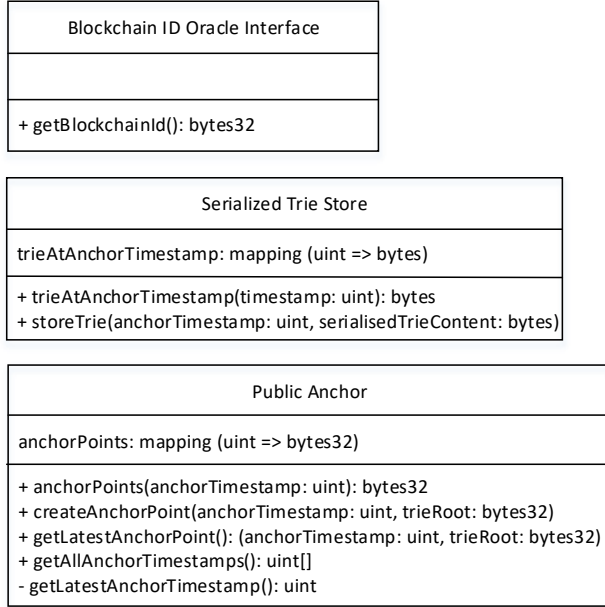 Blockchain ID Oracle Interface
+ getBlockchainId(): bytes32
Serialized Trie Store
trieAtAnchorTimestamp: mapping (uint => bytes)
+ trieAtAnchorTimestamp(timestamp: uint): bytes
+ storeTrie(anchorTimestamp: uint, serialisedTrieContent: bytes)
Public Anchor
anchorPoints: mapping (uint => bytes32)
+ anchorPoints(anchorTimestamp: uint): bytes32
+ createAnchorPoint(anchorTimestamp: uint, trieRoot: bytes32)
+ getLatestAnchorPoint(): (anchorTimestamp: uint, trieRoot: bytes32)
+ getAllAnchorTimestamps(): uint[]
- getLatestAnchorTimestamp(): uint